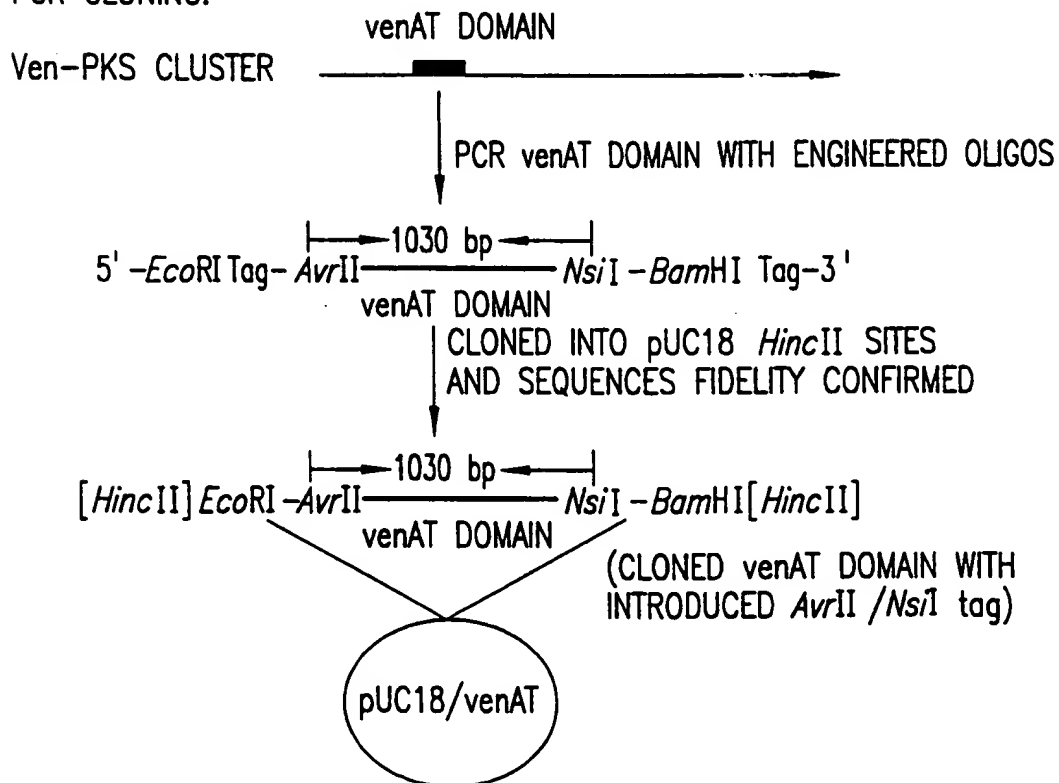 PCR CLONING:
venAT DOMAIN
Ven-PKS CLUSTER
PCR venAT DOMAIN WITH ENGINEERED OLIGOS
1030 bp
5' -EcoRI Tag- AvrII NsiI -BamHI Tag-3'
venAT DOMAIN
CLONED INTO pUC18 HincII SITES
AND SEQUENCES FIDELITY CONFIRMED
1030 bp
[HincII] EcoRI -AvrII NsiI -BamHI[HincII]
venAT DOMAIN
(CLONED venAT DOMAIN WITH
INTRODUCED AvrII /NsiI tag)
pUC18/venAT